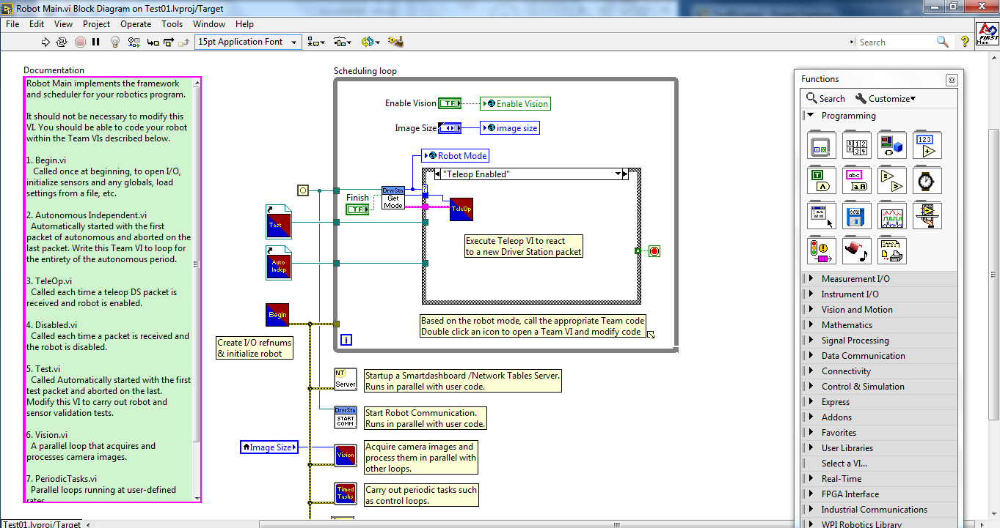 Robot Main.vi Block Diagram on Test01.lvproj/Target
File Edit View Project Operate Tools Window Help
15pt Application Font
Search
FIRST
Main
Documentation
Robot Main implements the framework
and scheduler for your robotics program.
It should not be necessary to modify this
VI. You should be able to code your robot
within the Team VIs described below.
1. Begin.vi
Called once at beginning, to open I/O,
initialize sensors and any globals, load
settings from a file, etc.
2. Autonomous Independent.vi
Automatically started with the first
packet of autonomous and aborted on the
last packet. Write this Team VI to loop for
the entirety of the autonomous period.
3. TeleOp.vi
Called each time a teleop DS packet is
received and robot is enabled.
4. Disabled.vi
Called each time a packet is received and
the robot is disabled.
5. Test.vi
Called Automatically started with the first
test packet and aborted on the last.
Modify this VI to carry out robot and
sensor validation tests.
6. Vision.vi
A parallel loop that acquires and
processes camera images.
7. PeriodicTasks.vi
Parallel loops running at user-defined
rates.
Scheduling loop
Enable Vision
TF
Enable Vision
Image Size
image size
Robot Mode
"Teleop Enabled"
DrvrStn
Get
Mode
Finish
TF
TeleOp
Test
Auto
Indep
Execute Teleop VI to react
to a new Driver Station packet
Begin
Based on the robot mode, call the appropriate Team code
Double click an icon to open a Team VI and modify code
i
Create I/O refnums
& initialize robot
NT
Server
Startup a Smartdashboard /Network Tables Server.
Runs in parallel with user code.
DrvrStn
START
COMM
Start Robot Communication.
Runs in parallel with user code.
Image Size
Vision
Acquire camera images and
process them in parallel with
other loops.
Timed
Tasks
Carry out periodic tasks such
as control loops.
Functions
Search Customize
Programming
123
abc
Measurement I/O
Instrument I/O
Vision and Motion
Mathematics
Signal Processing
Data Communication
Connectivity
Control & Simulation
Express
Addons
Favorites
User Libraries
Select a VI...
Real-Time
FPGA Interface
Industrial Communications
WPI Robotics Library
Test01.lvproj/Target